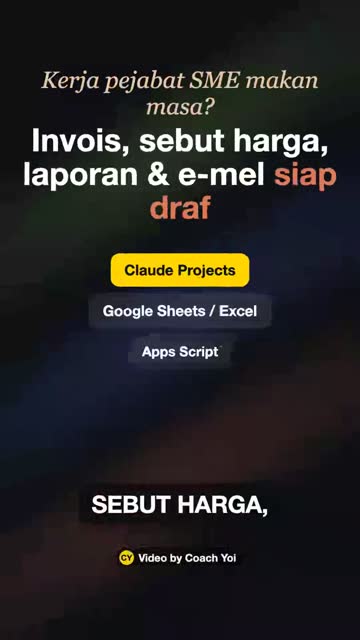 Kerja pejabat SME makan
masa?
Invois, sebut harga,
laporan & e-mel siap
draf
Claude Projects
Google Sheets / Excel
Apps Script
SEBUT HARGA,
CY Video by Coach Yoi